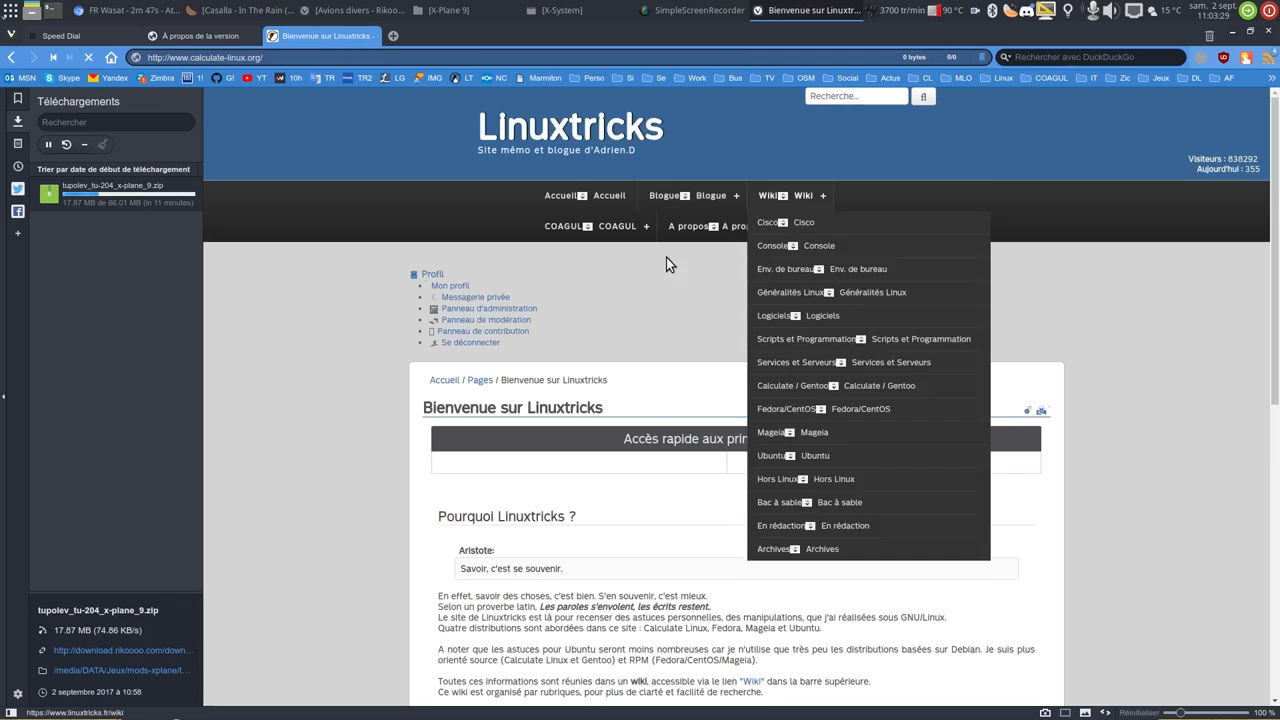 FR Wasat - 2m 47s - At...
[Casalla - In The Rain (...
[Avions divers - Rikoo...
[X-Plane 9]
[X-System]
SimpleScreenRecorder
Bienvenue sur Linuxtr...
3700 tr/min
90 °C
15 °C
sam. 2 sept.
11:03:29
Speed Dial
À propos de la version
Bienvenue sur Linuxtricks -
http://www.calculate-linux.org/
0 bytes
0/0
Rechercher avec DuckDuckGo
MSN Skype Yandex Zimbra 1! G! YT 10h TR TR2 LG IMG LT NC Marmiton Perso Si Se Work Bus TV OSM Social Actus CL MLO Linux COAGUL IT Zic Jeux DL AF
Téléchargements
Rechercher
Trier par date de début de téléchargement
tupolev_tu-204_x-plane_9.zip
17.87 MB de 66.01 MB (in 11 minutes)
Recherche...
Linuxtricks
Site mémo et blogue d'Adrien.D
Visiteurs : 838292
Aujourd'hui : 355
Accueil Accueil Blogue Blogue + Wiki Wiki +
COAGUL COAGUL + A propos A prop
Cisco Cisco
Console Console
Env. de bureau Env. de bureau
Généralités Linux Généralités Linux
Logiciels Logiciels
Scripts et Programmation Scripts et Programmation
Services et Serveurs Services et Serveurs
Calculate / Gentoo Calculate / Gentoo
Fedora/CentOS Fedora/CentOS
Mageia Mageia
Ubuntu Ubuntu
Hors Linux Hors Linux
Bac à sable Bac à sable
En rédaction En rédaction
Archives Archives
Profil
Mon profil
Messagerie privée
Panneau d'administration
Panneau de modération
Panneau de contribution
Se déconnecter
Accueil / Pages / Bienvenue sur Linuxtricks
Bienvenue sur Linuxtricks
Accès rapide aux prin
Pourquoi Linuxtricks ?
Aristote:
Savoir, c'est se souvenir.
En effet, savoir des choses, c'est bien. S'en souvenir, c'est mieux.
Selon un proverbe latin, Les paroles s'envolent, les écrits restent.
Le site de Linuxtricks est là pour recenser des astuces personnelles, des manipulations, que j'ai réalisées sous GNU/Linux.
Quatre distributions sont abordées dans ce site : Calculate Linux, Fedora, Mageia et Ubuntu.
A noter que les astuces pour Ubuntu seront moins nombreuses car je n'utilise que très peu les distributions basées sur Debian. Je suis plus
orienté source (Calculate Linux et Gentoo) et RPM (Fedora/CentOS/Mageia).
Toutes ces informations sont réunies dans un wiki, accessible via le lien "Wiki" dans la barre supérieure.
Ce wiki est organisé par rubriques, pour plus de clarté et facilité de recherche.
tupolev_tu-204_x-plane_9.zip
17.87 MB (74.86 KB/s)
http://download.rikoooo.com/down...
/media/DATA/Jeux/mods-xplane/t...
2 septembre 2017 à 10:58
https://www.linuxtricks.fr/wiki
Réinitialiser
100 %